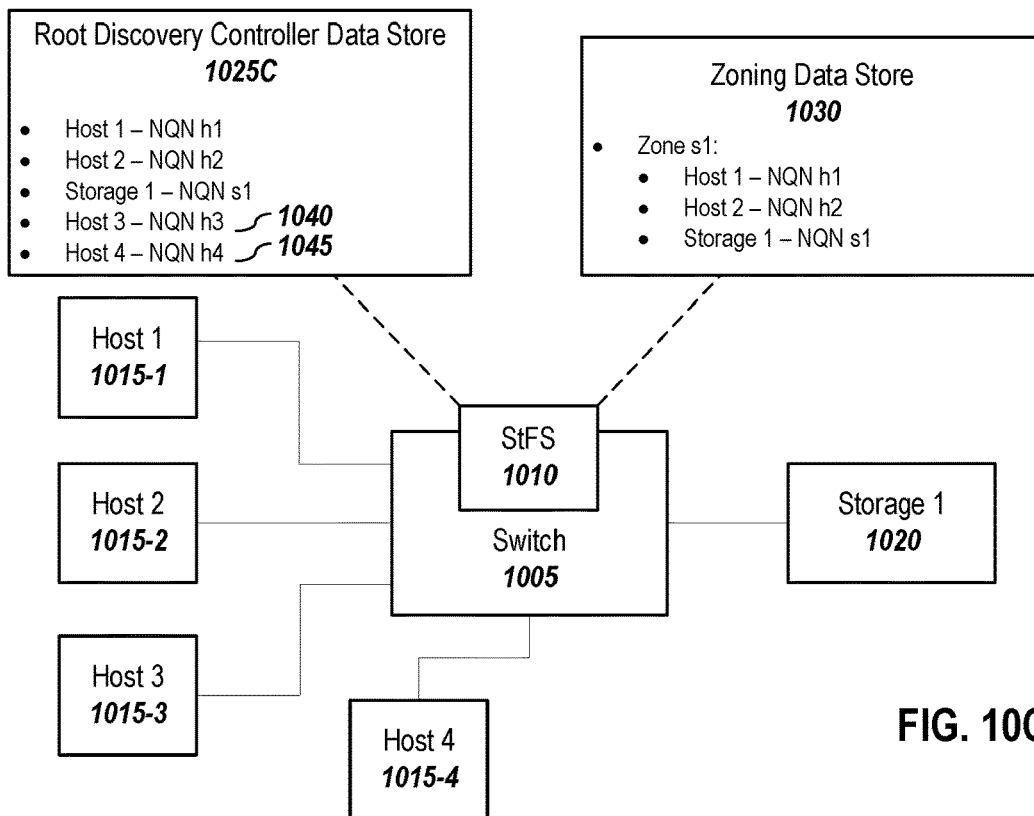 Root Discovery Controller Data Store
1025C
• Host 1 – NQN h1
• Host 2 – NQN h2
• Storage 1 – NQN s1
• Host 3 – NQN h3 1040
• Host 4 – NQN h4 1045
Zoning Data Store
1030
• Zone s1:
• Host 1 – NQN h1
• Host 2 – NQN h2
• Storage 1 – NQN s1
Host 1
1015-1
StFS
1010
Host 2
1015-2
Switch
1005
Storage 1
1020
Host 3
1015-3
Host 4
1015-4
FIG. 10C